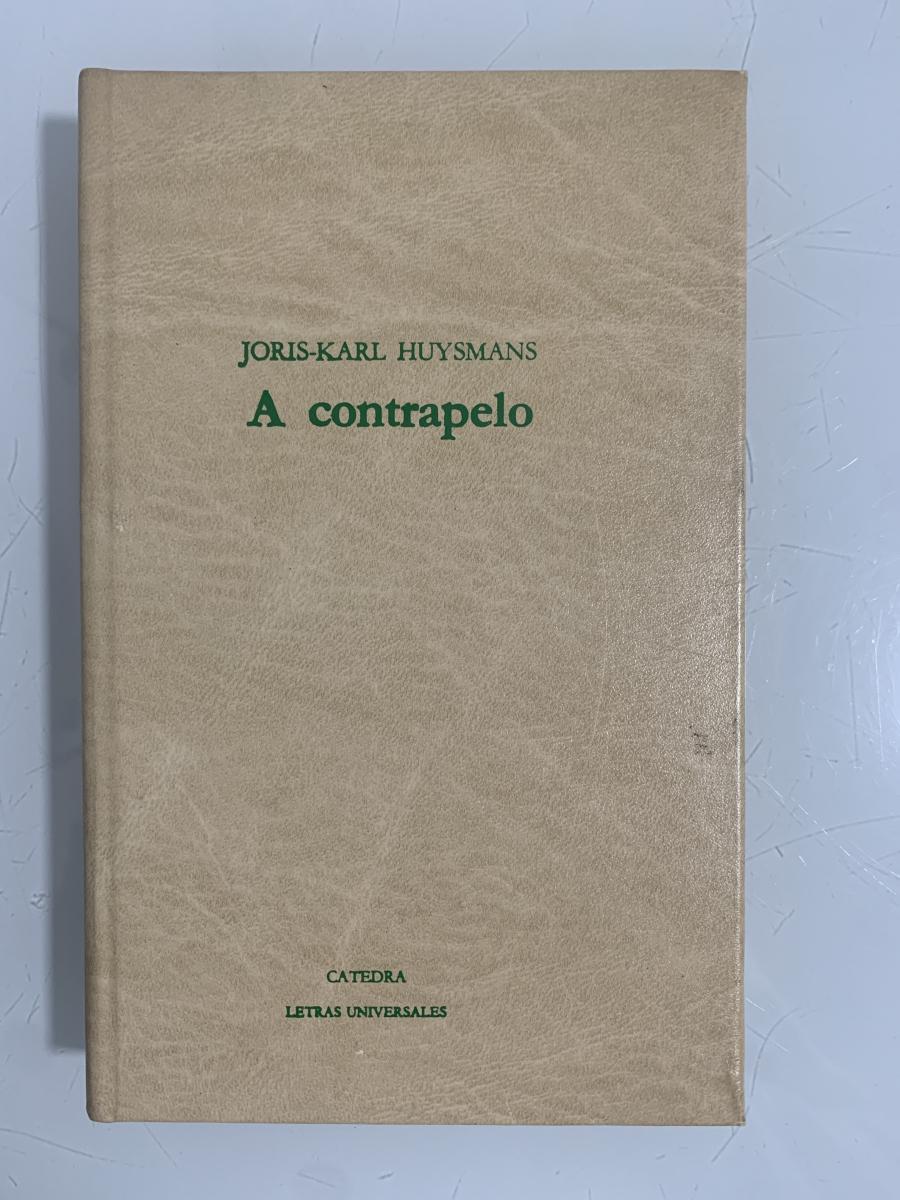 JORIS-KARL HUYSMANS
A contrapelo
CATEDRA
LETRAS UNIVERSALES